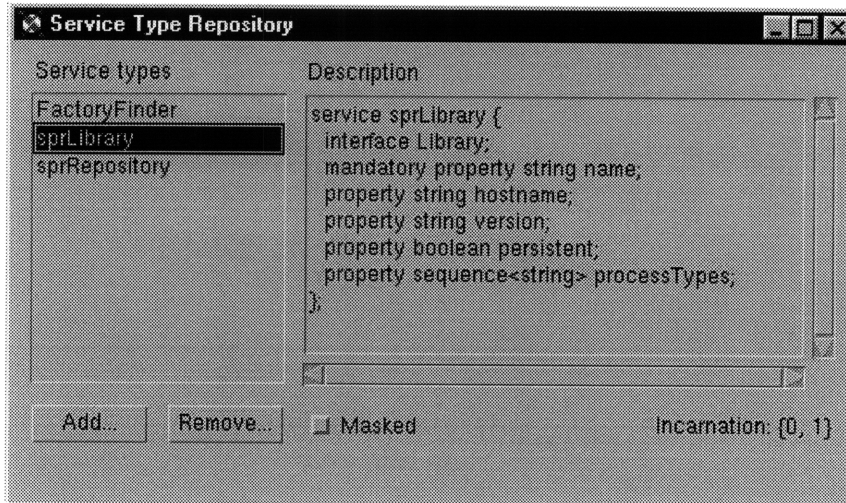 Service Type Repository
Service types
FactoryFinder
sprLibrary
sprRepository
Description
service sprLibrary {
interface Library;
mandatory property string name;
property string hostname;
property string version;
property boolean persistent;
property sequence<string> processTypes;
};
Add...
Remove...
Masked
Incarnation: {0, 1}